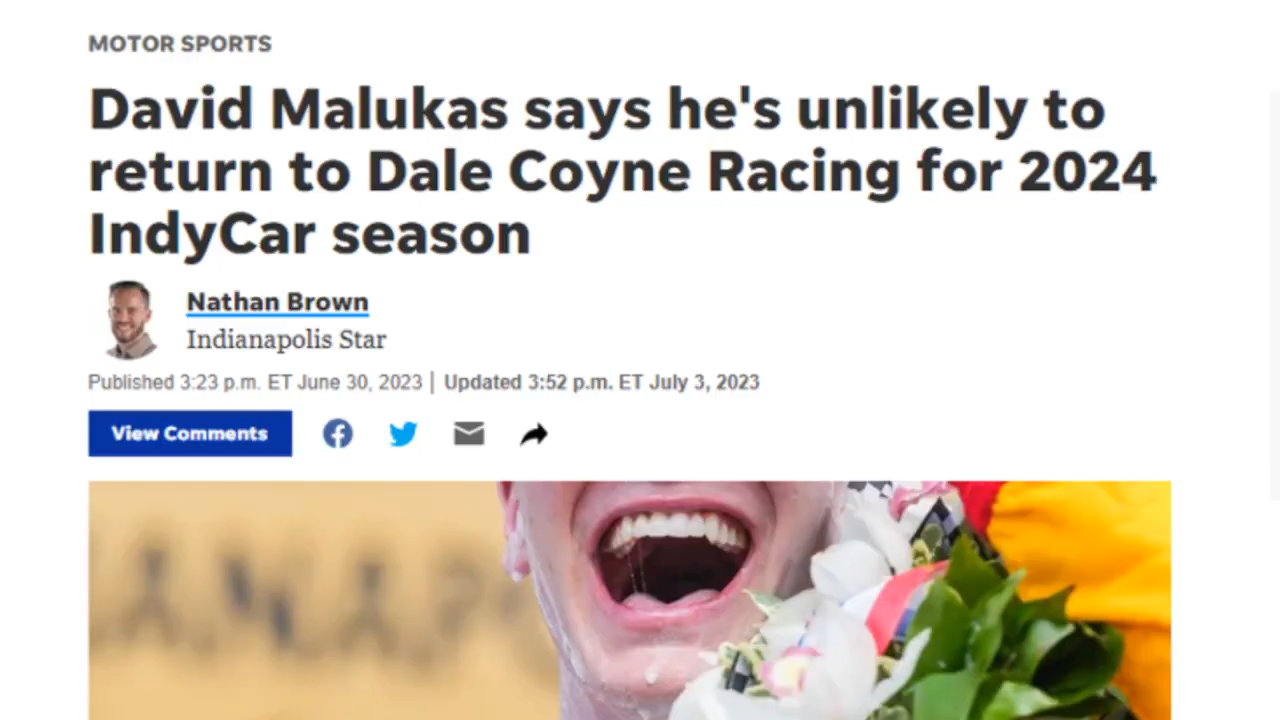 MOTOR SPORTS
David Malukas says he's unlikely to
return to Dale Coyne Racing for 2024
IndyCar season
Nathan Brown
Indianapolis Star
Published 3:23 p.m. ET June 30, 2023 | Updated 3:52 p.m. ET July 3, 2023
View Comments